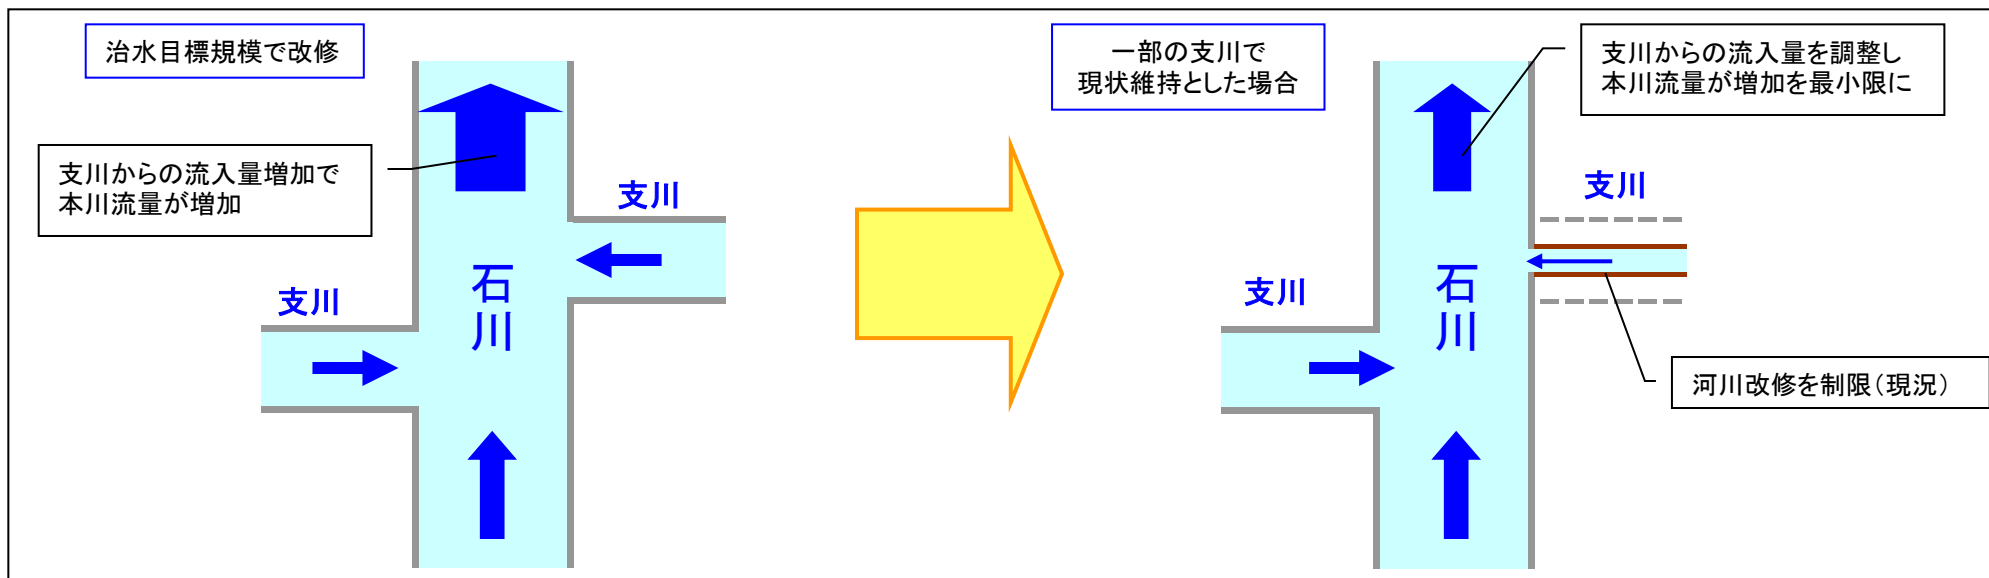 治水目標規模で改修
支川からの流入量増加で
本川流量が増加
支川
支川
石川
一部の支川で
現状維持とした場合
支川からの流入量を調整し
本川流量が増加を最小限に
支川
支川
石川
河川改修を制限（現況）